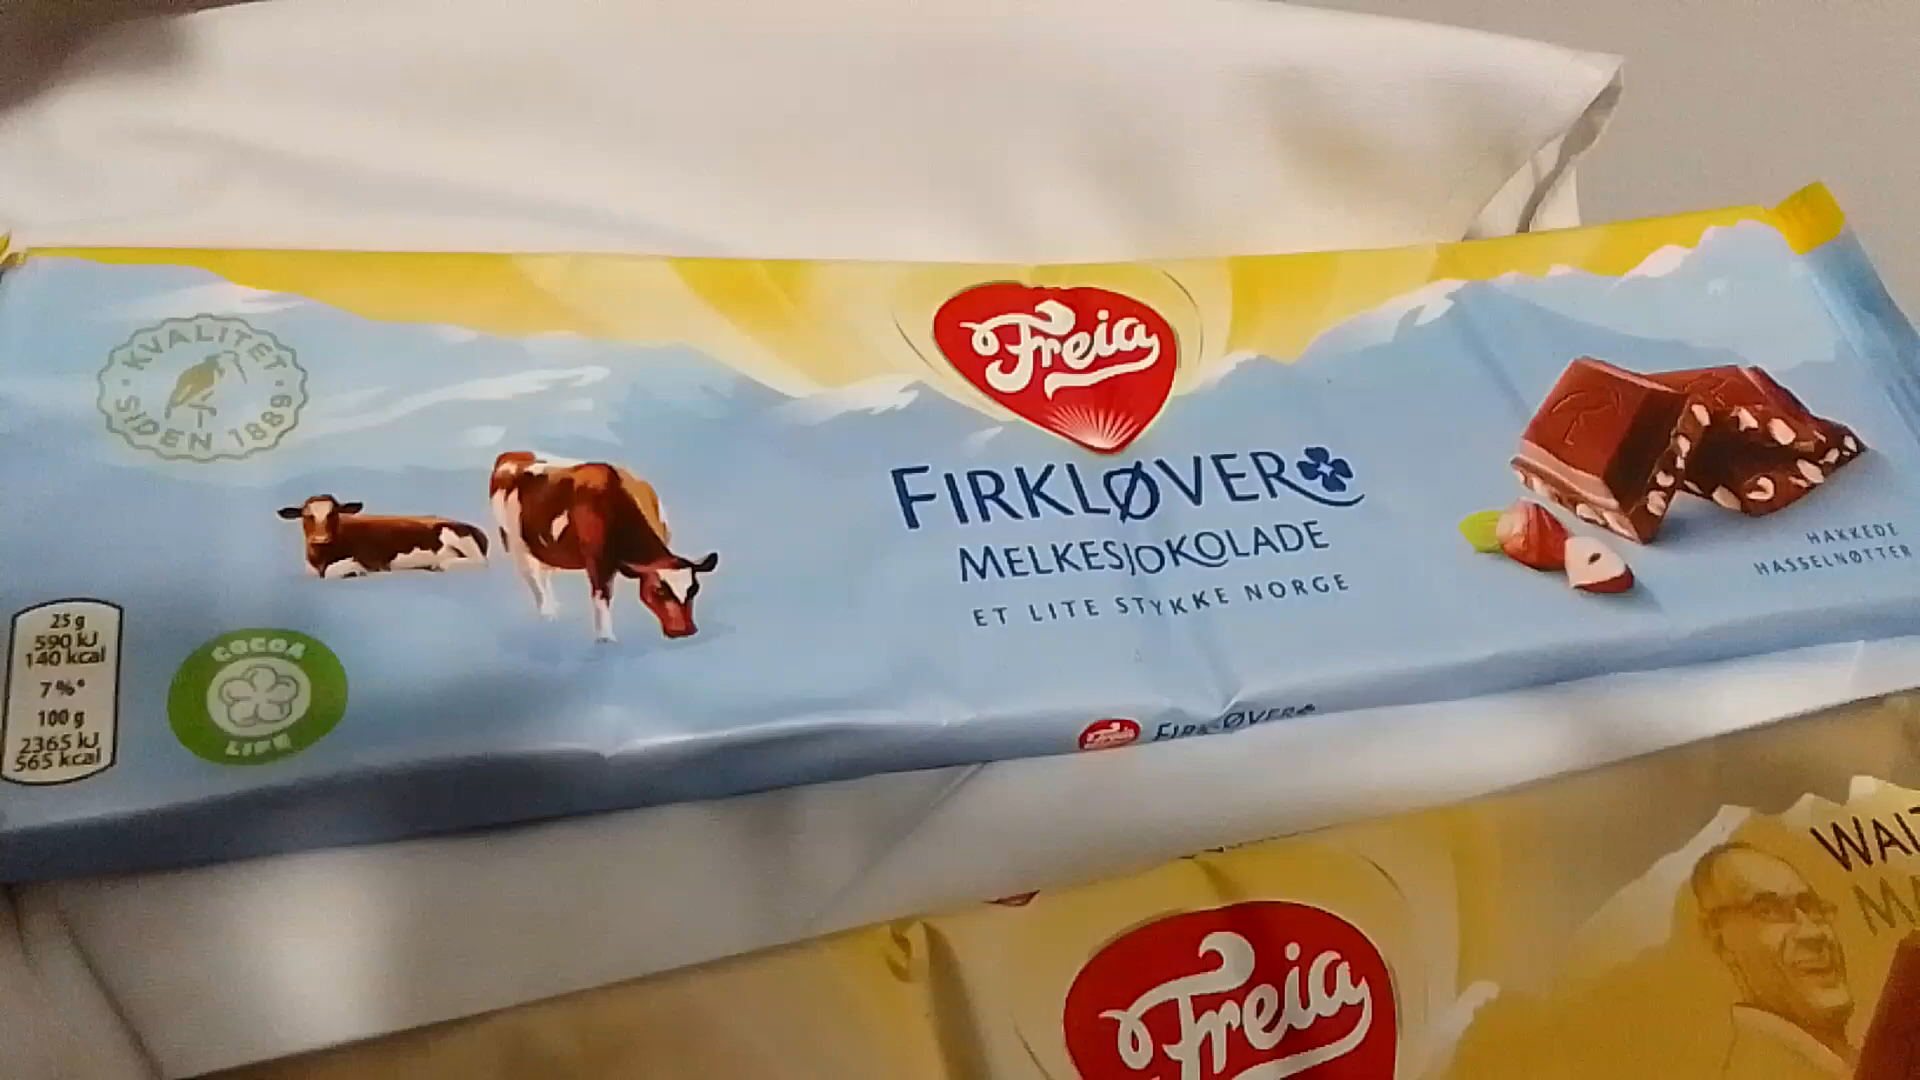 KVALITET
SIDEN 1889
Freia
FIRKLØVER
MELKESJOKOLADE
ET LITE STYKKE NORGE
HAKKEDE
HASSELNØTTER
25 g
590 kJ
140 kcal
7%*
100 g
2365 kJ
565 kcal
COCOA
LIFE
Freia FIRKLØVER
Freia